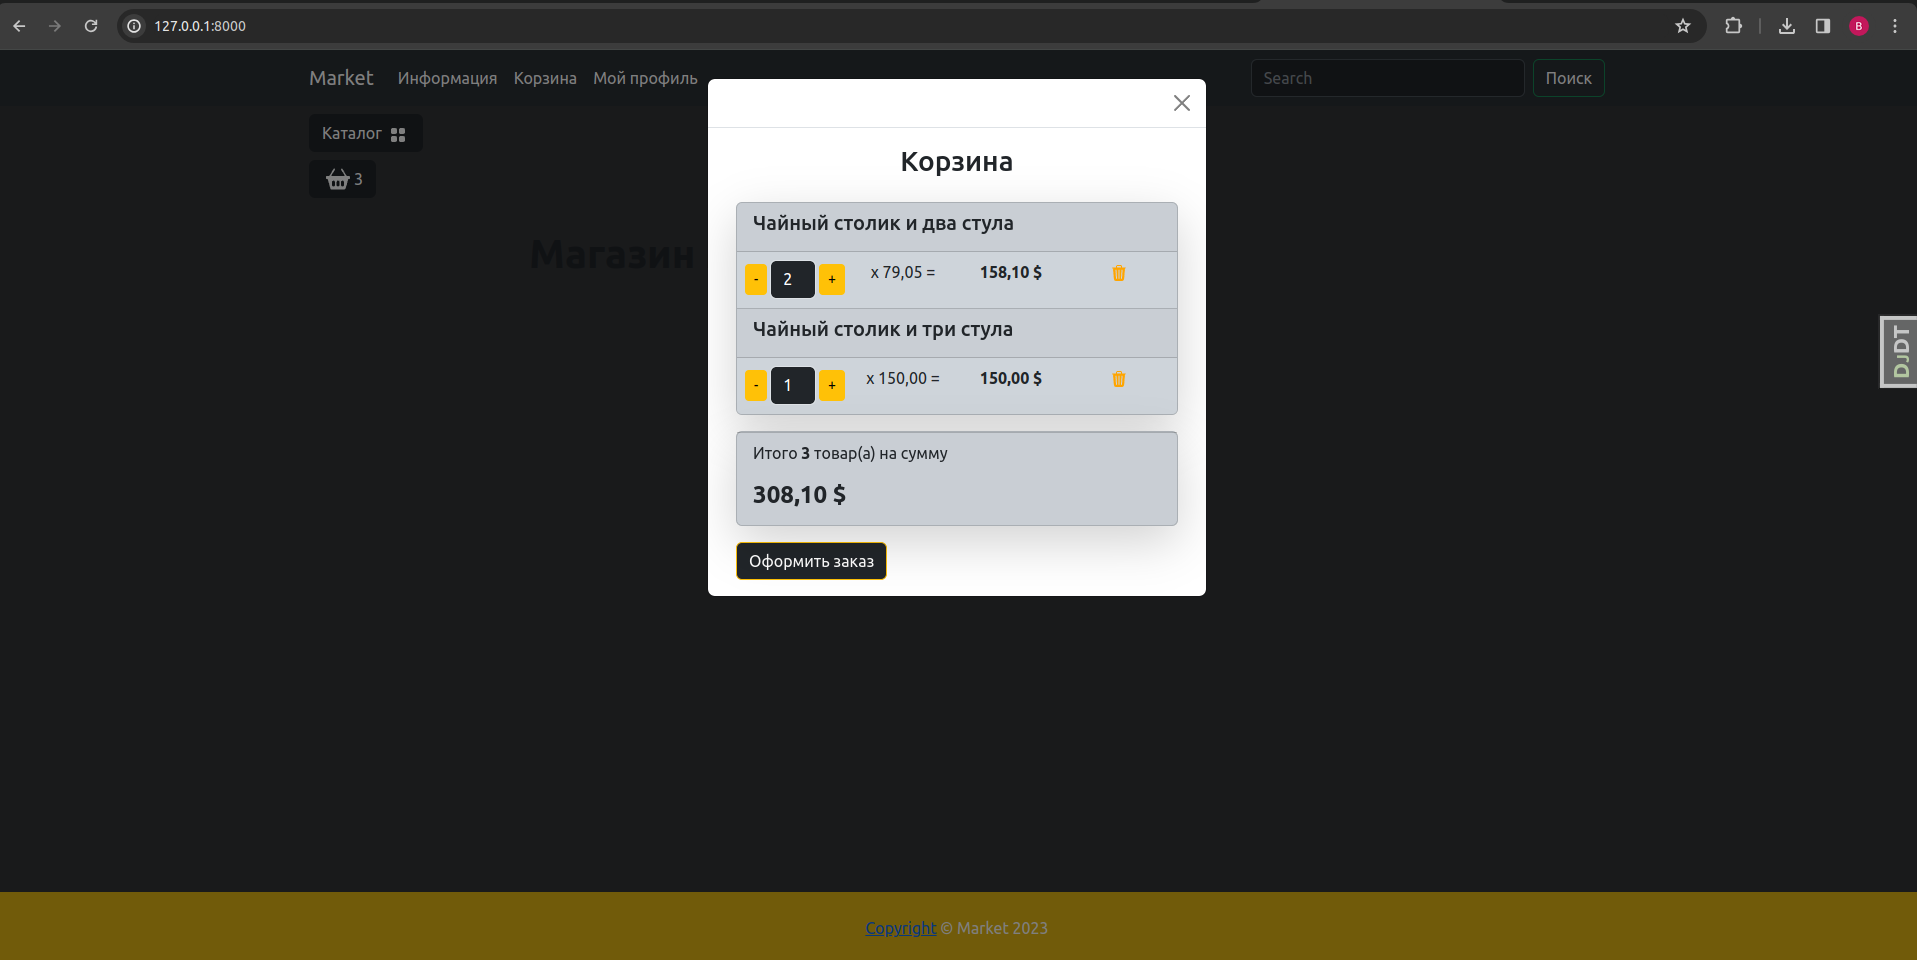 127.0.0.1:8000
B
Market Информация Корзина Мой профиль
Search Поиск
Каталог
3
Магазин
Корзина
Чайный столик и два стула
- 2 + x 79,05 = 158,10 $
Чайный столик и три стула
- 1 + x 150,00 = 150,00 $
Итого 3 товар(а) на сумму
308,10 $
Оформить заказ
DJDT
Copyright © Market 2023